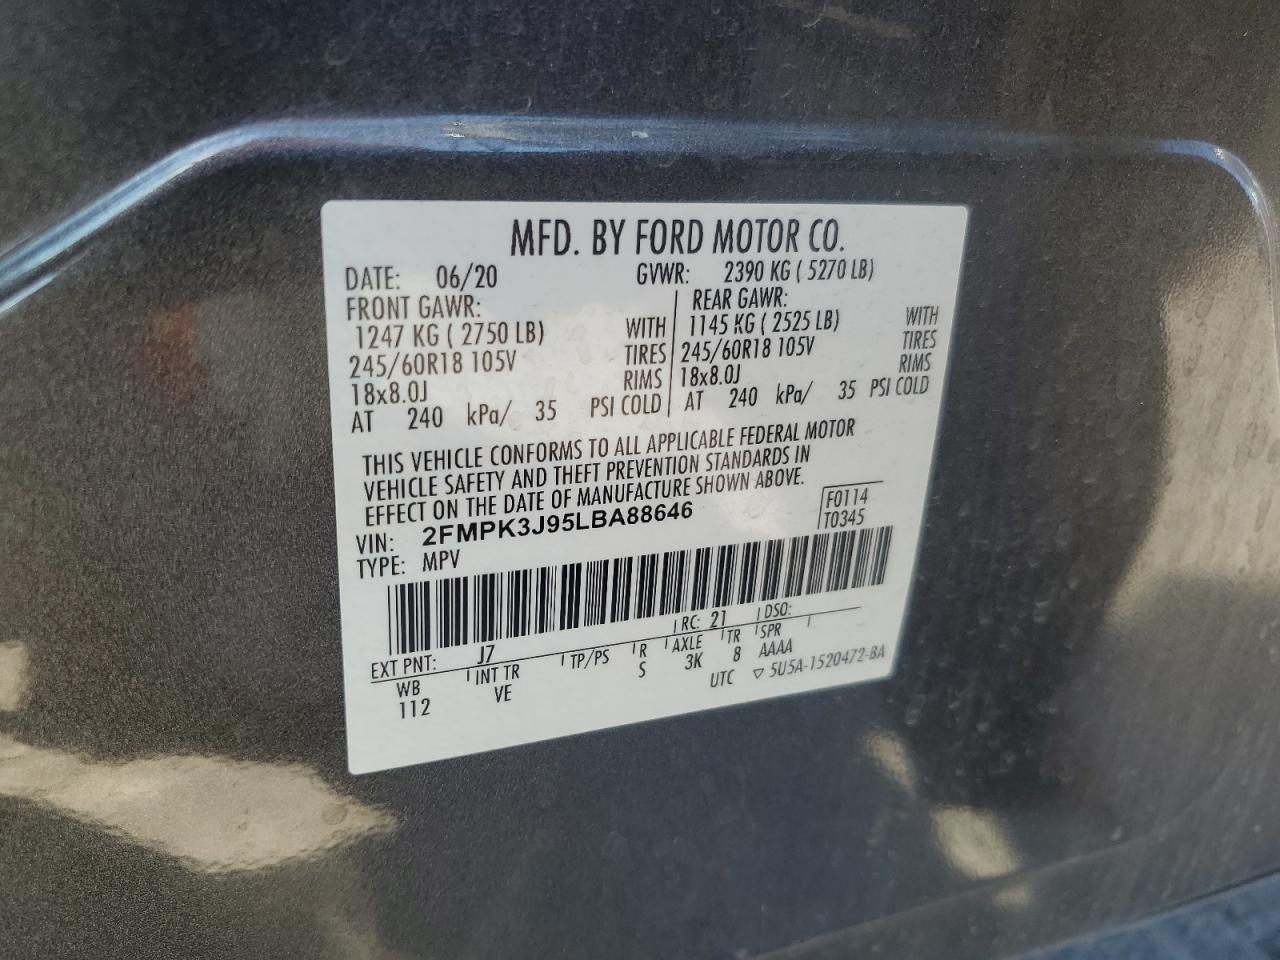 MFD. BY FORD MOTOR CO.
DATE: 06/20 GVWR: 2390 KG ( 5270 LB)
FRONT GAWR: REAR GAWR:
1247 KG ( 2750 LB) WITH 1145 KG ( 2525 LB) WITH
245/60R18 105V TIRES 245/60R18 105V TIRES
18x8.0J RIMS 18x8.0J RIMS
AT 240 kPa/ 35 PSI COLD AT 240 kPa/ 35 PSI COLD
THIS VEHICLE CONFORMS TO ALL APPLICABLE FEDERAL MOTOR
VEHICLE SAFETY AND THEFT PREVENTION STANDARDS IN
EFFECT ON THE DATE OF MANUFACTURE SHOWN ABOVE.
VIN: 2FMPK3J95LBA88646 F0114
TYPE: MPV T0345
EXT PNT: J7 RC: 21 DSO:
WB INT TR TP/PS R AXLE TR SPR
112 VE S 3K 8 AAAA
UTC ▽ 5U5A-1520472-BA